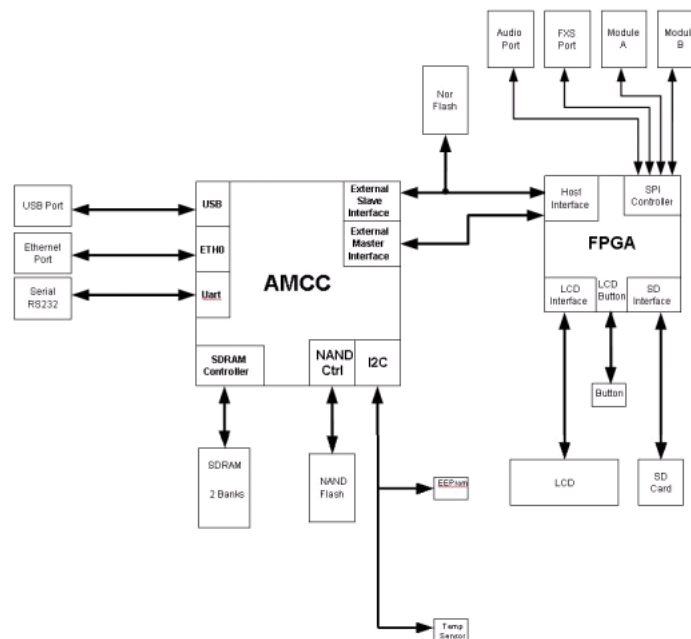 Audio
Port
FXS
Port
Module
A
Modul
B
Nor
Flash
USB Port
Ethernet
Port
Serial
RS232
USB
ETH0
Uart
External
Slave
Interface
External
Master
Interface
AMCC
SDRAM
Controller
NAND
Ctrl
I2C
Host
Interface
SPI
Controller
FPGA
LCD
Interface
LCD
Button
SD
Interface
Button
SDRAM
2 Banks
NAND
Flash
EEProm
LCD
SD
Card
Temp
Sensor